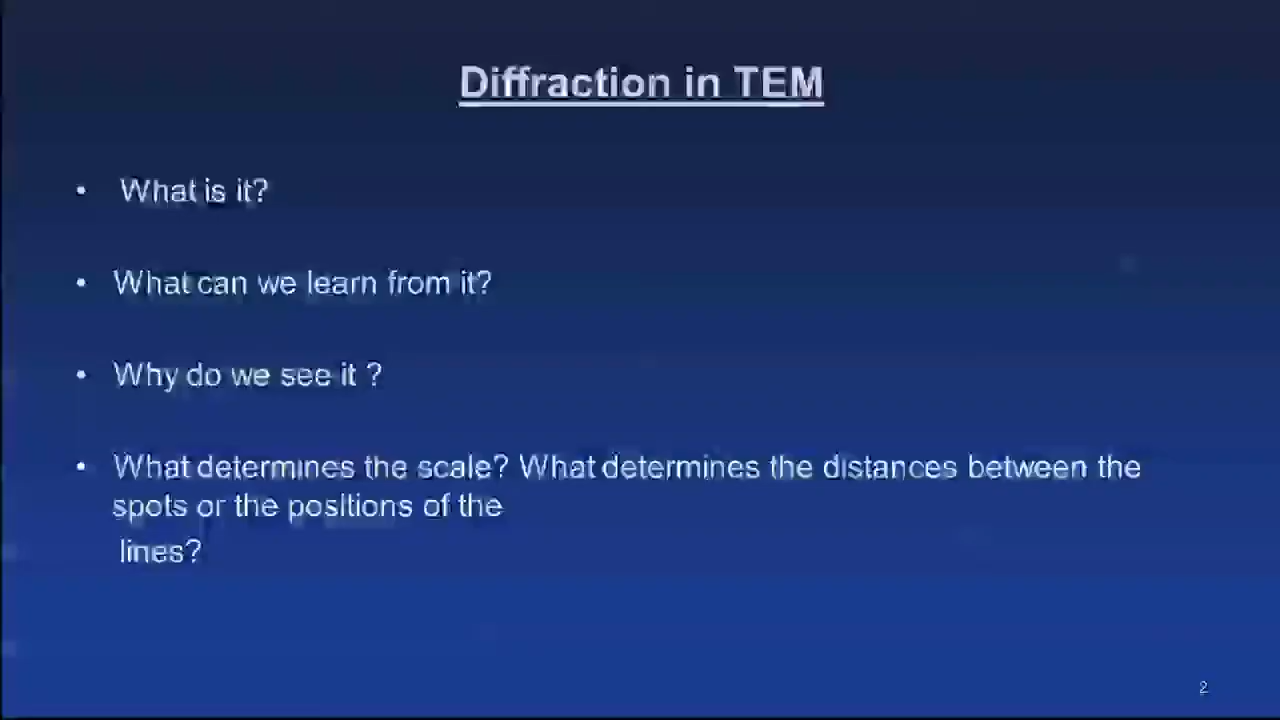 Diffraction in TEM
• What is it?
• What can we learn from it?
• Why do we see it ?
• What determines the scale? What determines the distances between the
spots or the positions of the
lines?
2